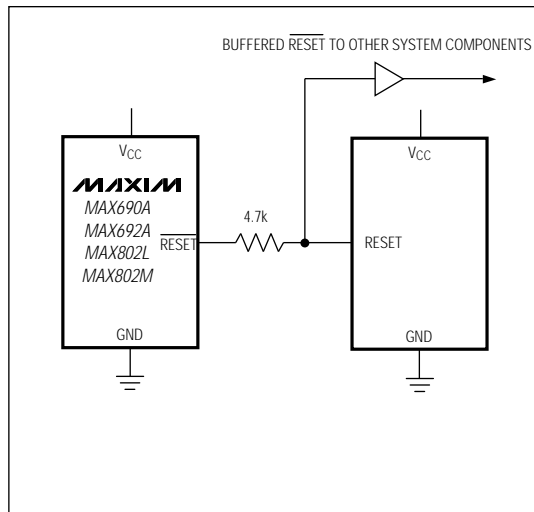 BUFFERED RESET TO OTHER SYSTEM COMPONENTS
VCC
MAXIM
MAX690A
MAX692A
MAX802L
MAX802M
RESET
GND
4.7k
VCC
RESET
GND